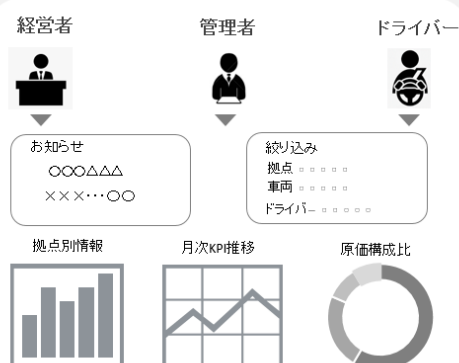 経営者
管理者
ドライバー
お知らせ
○○○△△△
×××…○○
絞り込み
拠点 □ □ □ □ □
車両 □ □ □ □ □
ドライバー □ □ □ □ □
拠点別情報
月次KPI推移
原価構成比